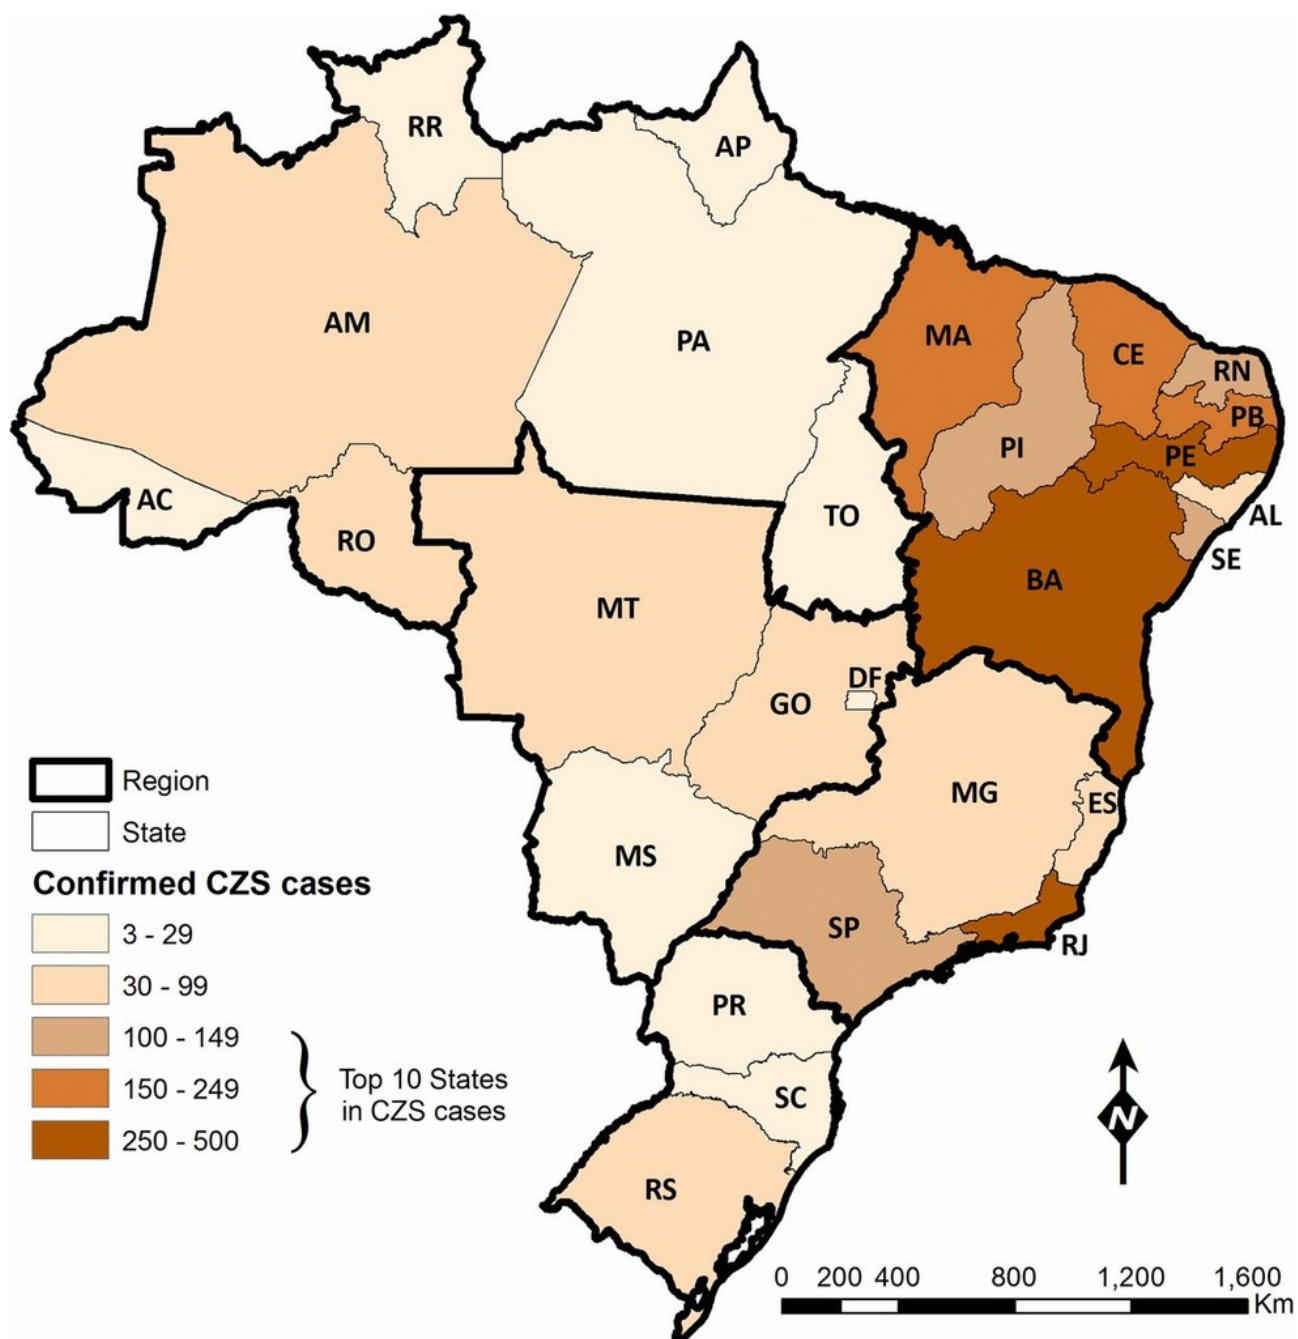 RR
AP
AM
PA
MA
CE
RN
PB
PI
PE
AC
TO
AL
RO
SE
BA
MT
DF
GO
MG
ES
MS
SP
RJ
PR
SC
RS
Region
State
Confirmed CZS cases
3 - 29
30 - 99
100 - 149
150 - 249
250 - 500
Top 10 States
in CZS cases
N
0 200 400 800 1,200 1,600
Km